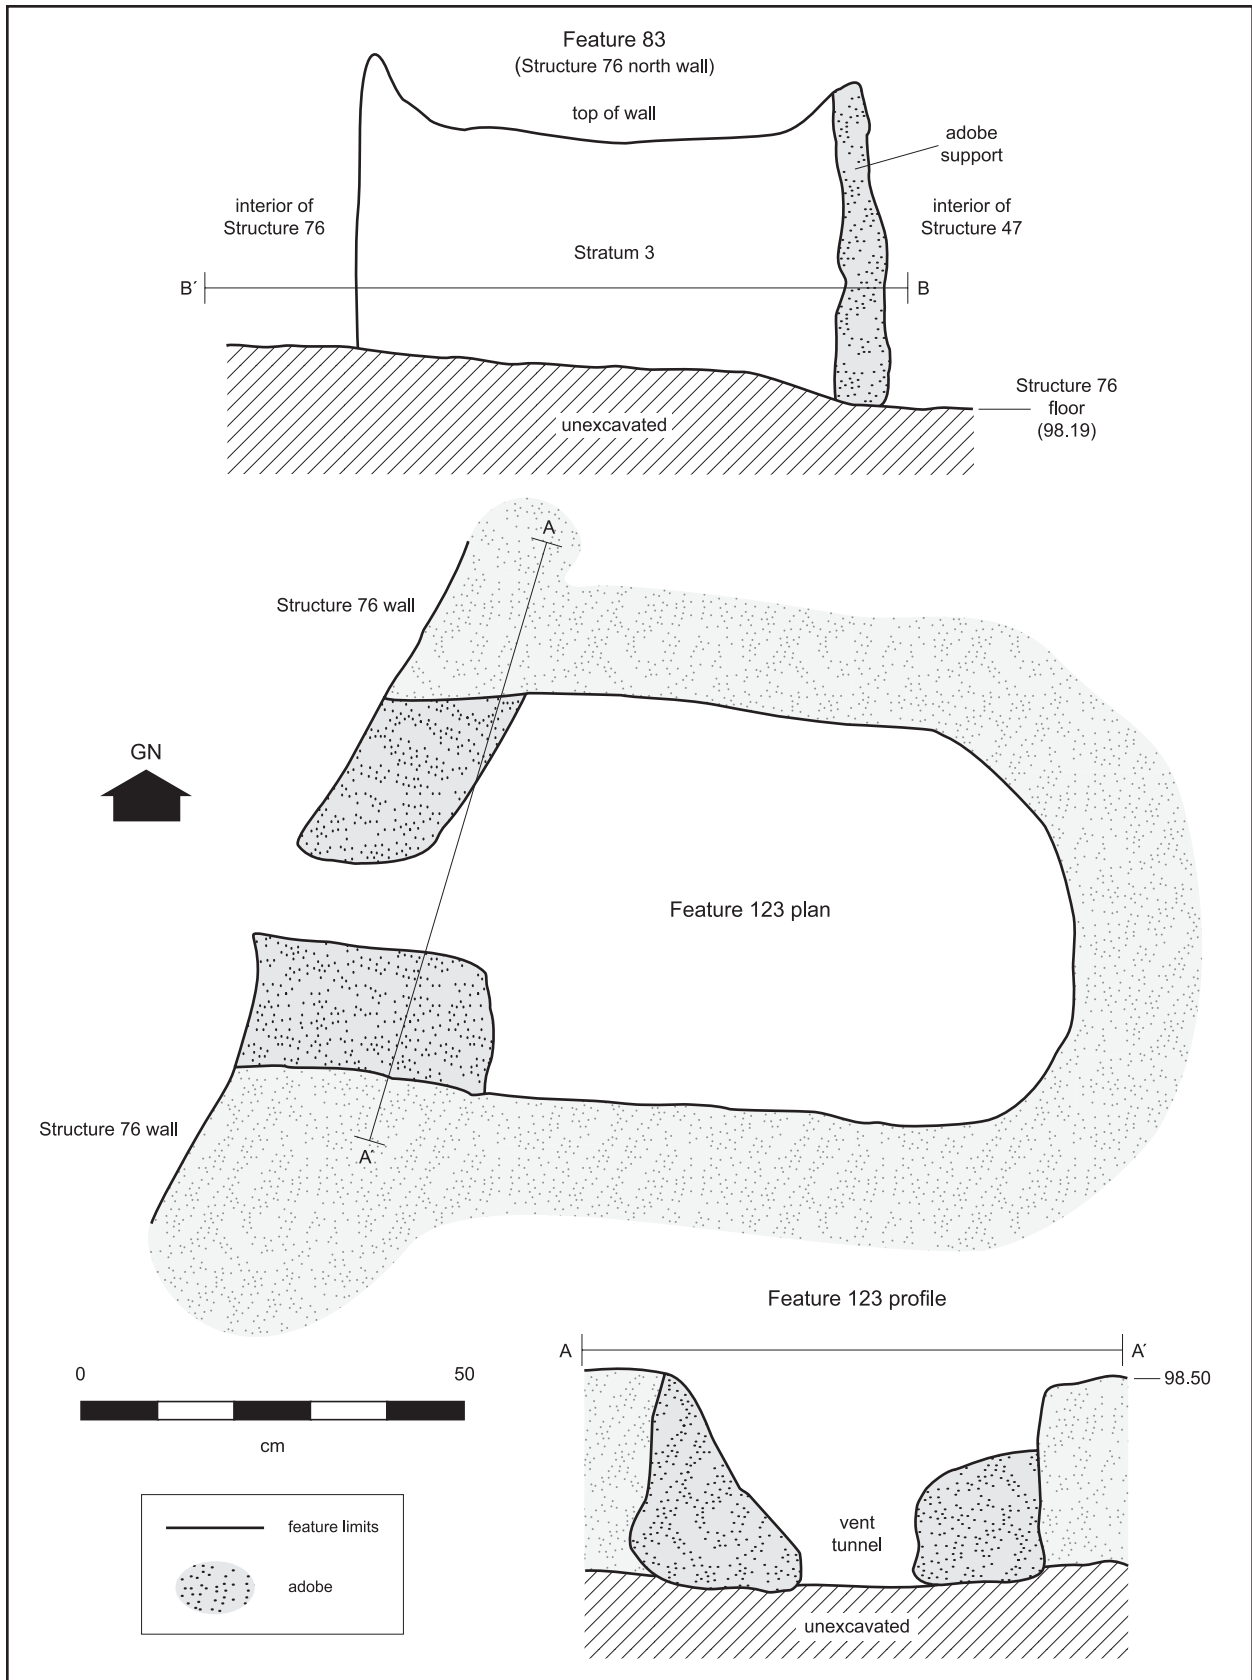 Feature 83
(Structure 76 north wall)
top of wall
adobe
support
interior of
Structure 76
interior of
Structure 47
Stratum 3
B´
B
Structure 76
floor
(98.19)
unexcavated
A
Structure 76 wall
GN
Feature 123 plan
Structure 76 wall
A´
Feature 123 profile
A
A´
98.50
0
50
cm
vent
tunnel
feature limits
adobe
unexcavated